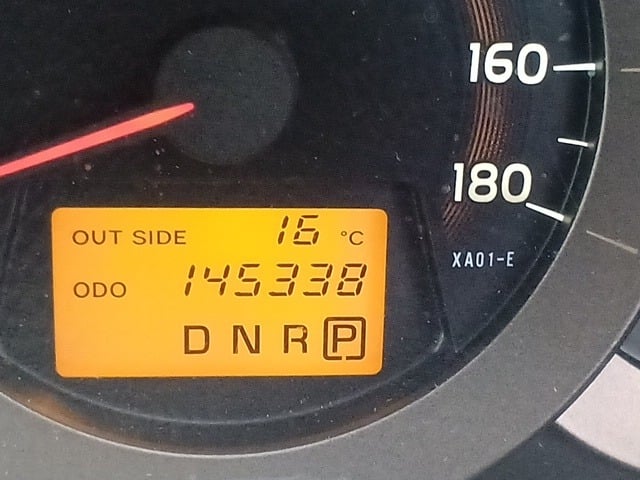 160
180
XA01-E
OUT SIDE 16 °C
ODO 145338
D N R P